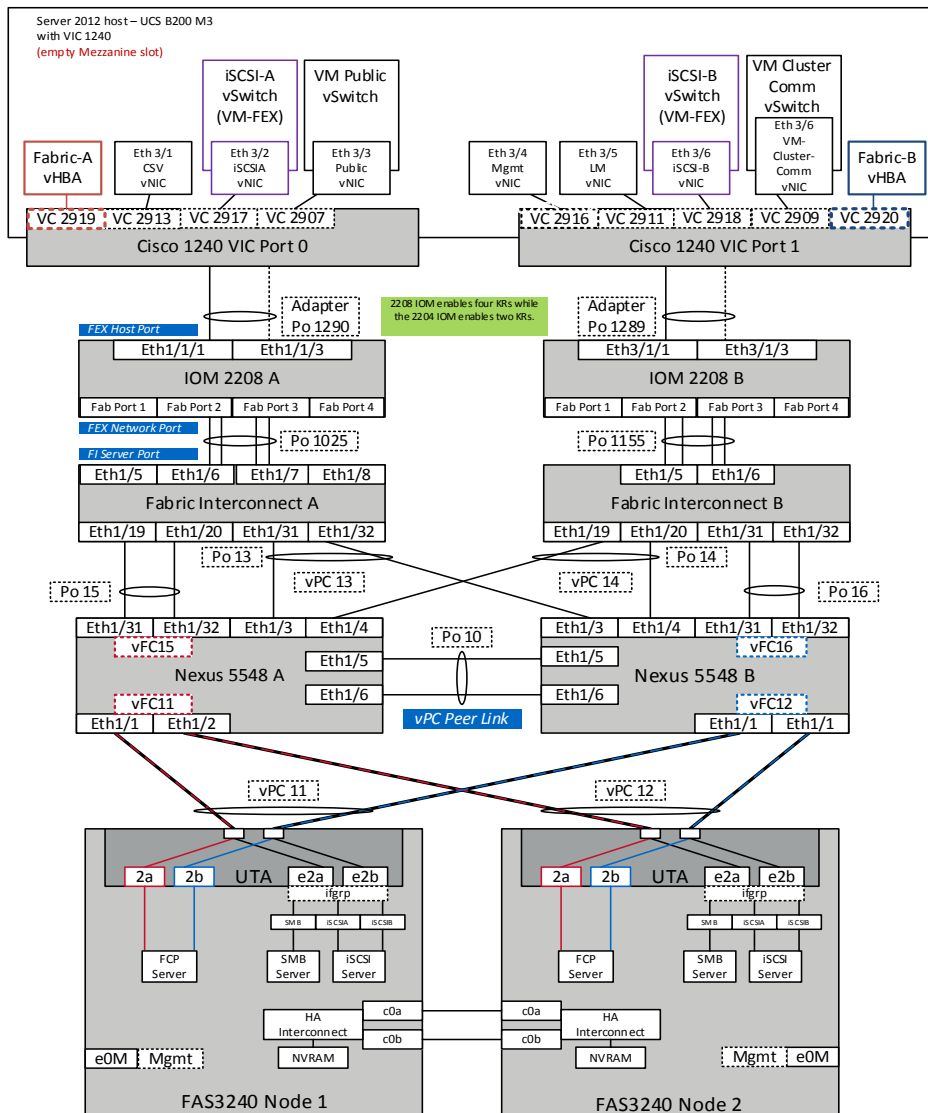 Server 2012 host – UCS B200 M3
with VIC 1240
(empty Mezzanine slot)
iSCSI-A
vSwitch
(VM-FEX)
VM Public
vSwitch
iSCSI-B
vSwitch
(VM-FEX)
VM Cluster
Comm
vSwitch
Fabric-A
vHBA
Eth 3/1
CSV
vNIC
Eth 3/2
iSCSIA
vNIC
Eth 3/3
Public
vNIC
Eth 3/4
Mgmt
vNIC
Eth 3/5
LM
vNIC
Eth 3/6
iSCSI-B
vNIC
Eth 3/6
VM-
Cluster-
Comm
vNIC
Fabric-B
vHBA
VC 2919 VC 2913 VC 2917 VC 2907
VC 2916 VC 2911 VC 2918 VC 2909 VC 2920
Cisco 1240 VIC Port 0
Cisco 1240 VIC Port 1
Adapter
Po 1290
2208 IOM enables four KRs while
the 2204 IOM enables two KRs.
Adapter
Po 1289
FEX Host Port
Eth1/1/1 Eth1/1/3
Eth3/1/1 Eth3/1/3
IOM 2208 A
IOM 2208 B
Fab Port 1 Fab Port 2 Fab Port 3 Fab Port 4
Fab Port 1 Fab Port 2 Fab Port 3 Fab Port 4
FEX Network Port
Po 1025
Po 1155
FI Server Port
Eth1/5 Eth1/6 Eth1/7 Eth1/8
Eth1/5 Eth1/6
Fabric Interconnect A
Fabric Interconnect B
Eth1/19 Eth1/20 Eth1/31 Eth1/32
Eth1/19 Eth1/20 Eth1/31 Eth1/32
Po 13
Po 14
Po 15
vPC 13
vPC 14
Po 16
Eth1/31 Eth1/32 Eth1/3 Eth1/4
Eth1/3 Eth1/4 Eth1/31 Eth1/32
vFC15
Po 10
vFC16
Eth1/5
Eth1/5
Nexus 5548 A
Nexus 5548 B
Eth1/6
Eth1/6
vFC11
vPC Peer Link
vFC12
Eth1/1 Eth1/2
Eth1/1 Eth1/1
vPC 11
vPC 12
2a 2b UTA e2a e2b
2a 2b UTA e2a e2b
ifgrp
ifgrp
SMB iSCSIA iSCSIB
SMB iSCSIA iSCSIB
FCP
Server
SMB
Server
iSCSI
Server
FCP
Server
SMB
Server
iSCSI
Server
c0a
c0a
HA
Interconnect
HA
Interconnect
c0b
c0b
NVRAM
NVRAM
e0M Mgmt
Mgmt e0M
FAS3240 Node 1
FAS3240 Node 2